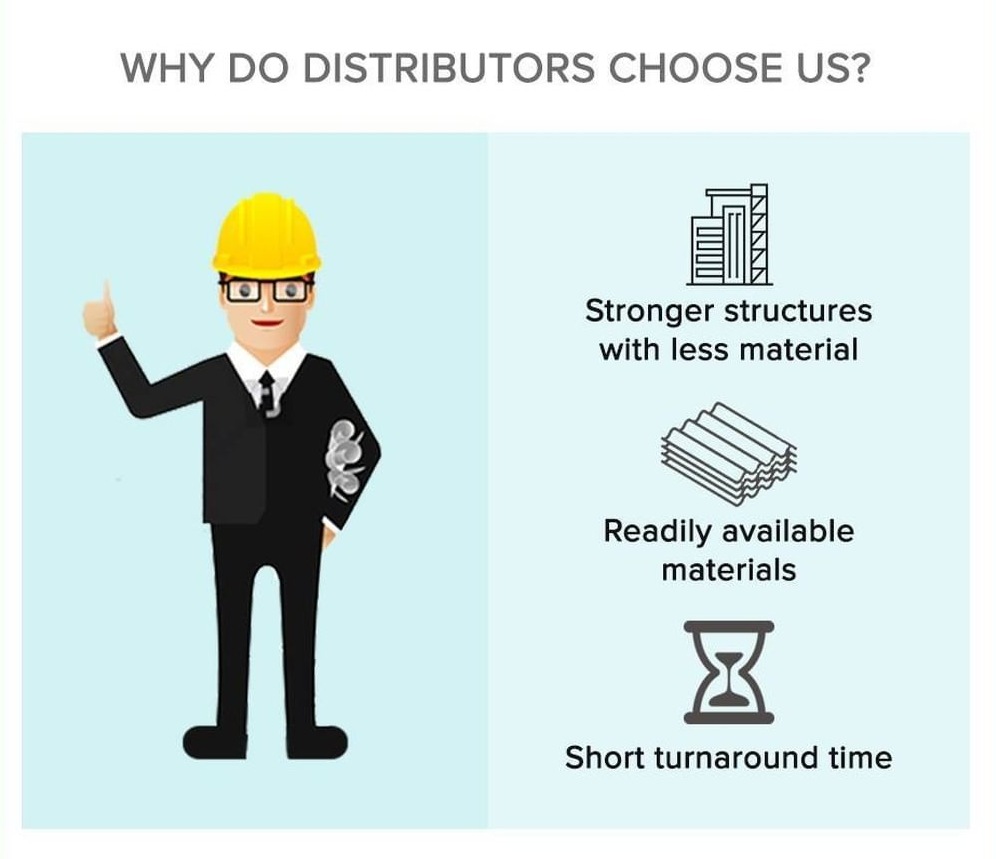 WHY DO DISTRIBUTORS CHOOSE US?
Stronger structures
with less material
Readily available
materials
Short turnaround time